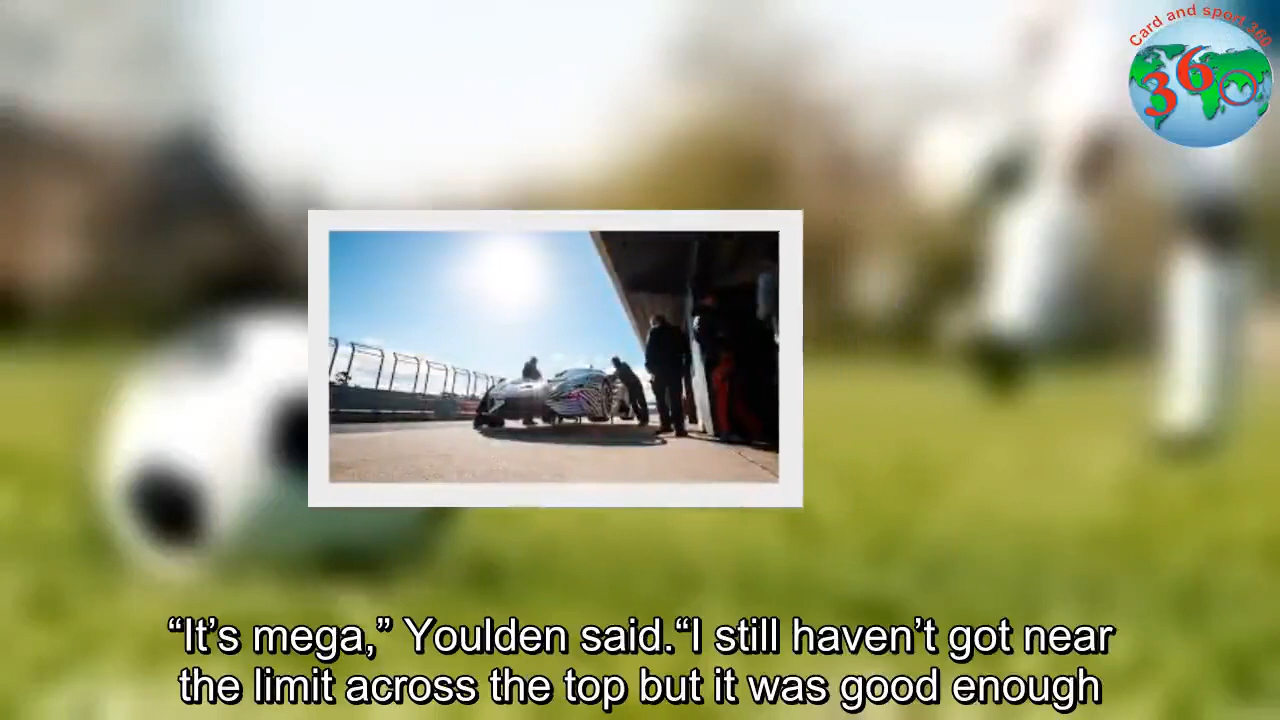 Card and sport 360
360
“It’s mega,” Youlden said.“I still haven’t got near
the limit across the top but it was good enough